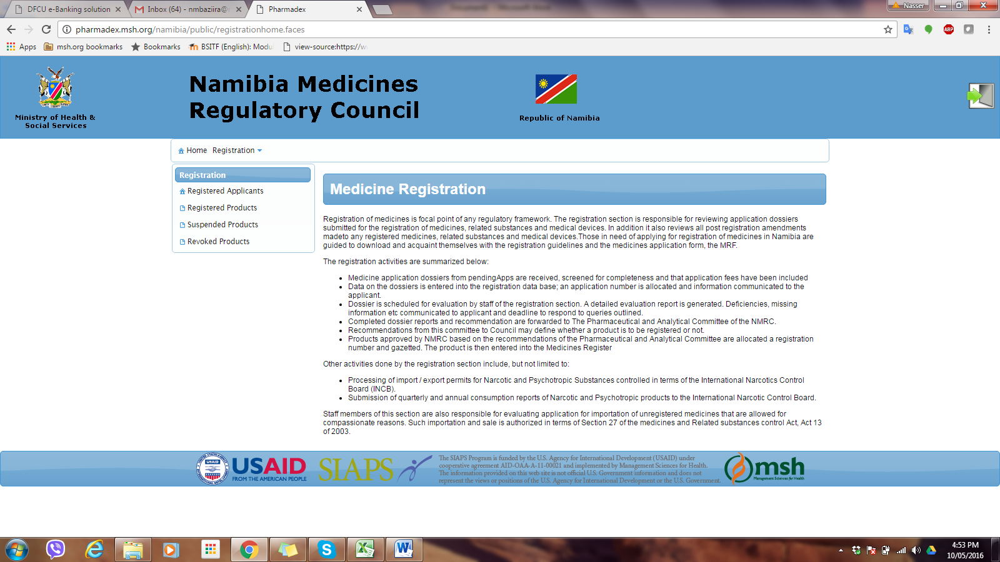 DFCU e-Banking solution
Inbox (64) - nmbaziira@
Pharmadex
Nasser
pharmadex.msh.org/namibia/public/registrationhome.faces
Apps
msh.org bookmarks
Bookmarks
BSITF (English): Modu
view-source:https://w
Ministry of Health &
Social Services
Namibia Medicines
Regulatory Council
Republic of Namibia
Home Registration
Registration
Registered Applicants
Registered Products
Suspended Products
Revoked Products
Medicine Registration
Registration of medicines is focal point of any regulatory framework. The registration section is responsible for reviewing application dossiers
submitted for the registration of medicines, related substances and medical devices. In addition it also reviews all post registration amendments
madeto any registered medicines, related substances and medical devices.Those in need of applying for registration of medicines in Namibia are
guided to download and acquaint themselves with the registration guidelines and the medicines application form, the MRF.
The registration activities are summarized below:
Medicine application dossiers from pendingApps are received, screened for completeness and that application fees have been included
Data on the dossiers is entered into the registration data base; an application number is allocated and information communicated to the
applicant.
Dossier is scheduled for evaluation by staff of the registration section. A detailed evaluation report is generated. Deficiencies, missing
information etc communicated to applicant and deadline to respond to queries outlined.
Completed dossier reports and recommendation are forwarded to The Pharmaceutical and Analytical Committee of the NMRC.
Recommendations from this committee to Council may define whether a product is to be registered or not.
Products approved by NMRC based on the recommendations of the Pharmaceutical and Analytical Committee are allocated a registration
number and gazetted. The product is then entered into the Medicines Register
Other activities done by the registration section include, but not limited to:
Processing of import / export permits for Narcotic and Psychotropic Substances controlled in terms of the International Narcotics Control
Board (INCB).
Submission of quarterly and annual consumption reports of Narcotic and Psychotropic products to the International Narcotic Control Board.
Staff members of this section are also responsible for evaluating application for importation of unregistered medicines that are allowed for
compassionate reasons. Such importation and sale is authorized in terms of Section 27 of the medicines and Related substances control Act, Act 13
of 2003.
USAID
USAID
FROM THE AMERICAN PEOPLE
SIAPS
The SIAPS Program is funded by the U.S. Agency for International Development (USAID) under
cooperative agreement AID-OAA-A-11-00021 and implemented by Management Sciences for Health.
The information provided on this web site is not official U.S. Government information and does not
represent the views or positions of the U.S. Agency for International Development or the U.S. Government.
msh
Management Sciences for Health
4:53 PM
10/05/2016